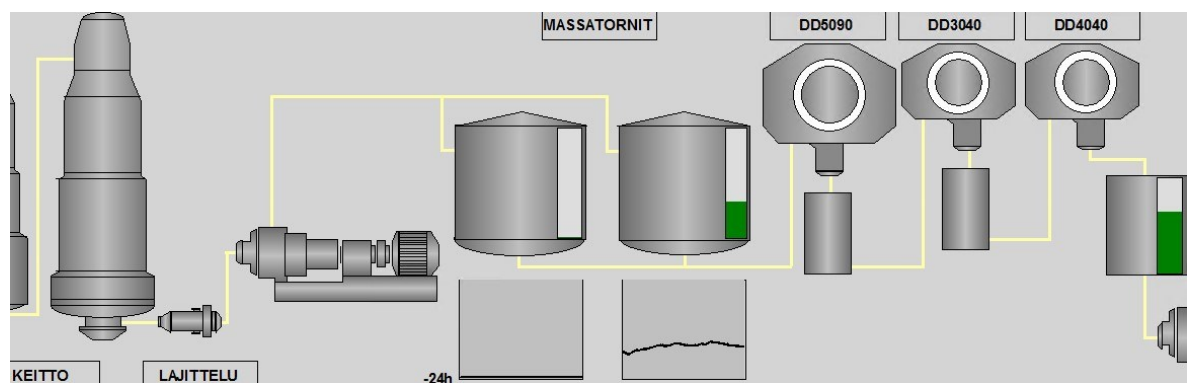 MASSATORNIT
DD5090
DD3040
DD4040
KEITTO
LAJITTELU
-24h